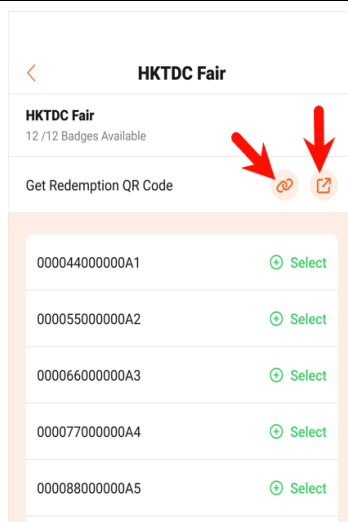 HKTDC Fair
HKTDC Fair
12 /12 Badges Available
Get Redemption QR Code
000044000000A1 Select
000055000000A2 Select
000066000000A3 Select
000077000000A4 Select
000088000000A5 Select